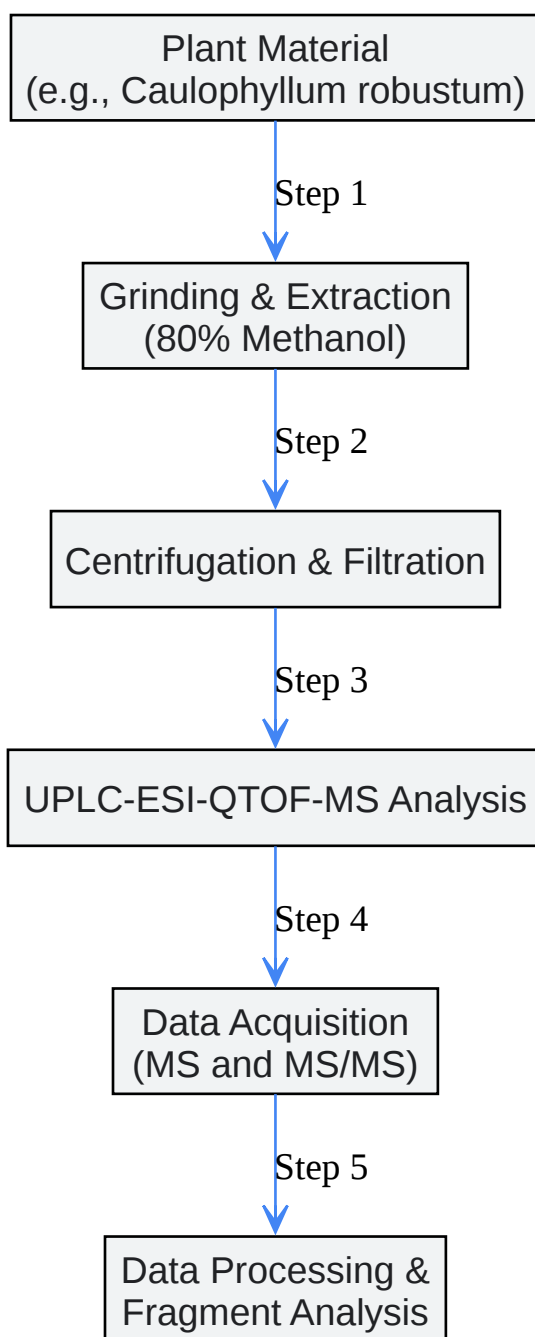 Plant Material
(e.g., Caulophyllum robustum)
Step 1
Grinding & Extraction
(80% Methanol)
Step 2
Centrifugation & Filtration
Step 3
UPLC-ESI-QTOF-MS Analysis
Step 4
Data Acquisition
(MS and MS/MS)
Step 5
Data Processing &
Fragment Analysis